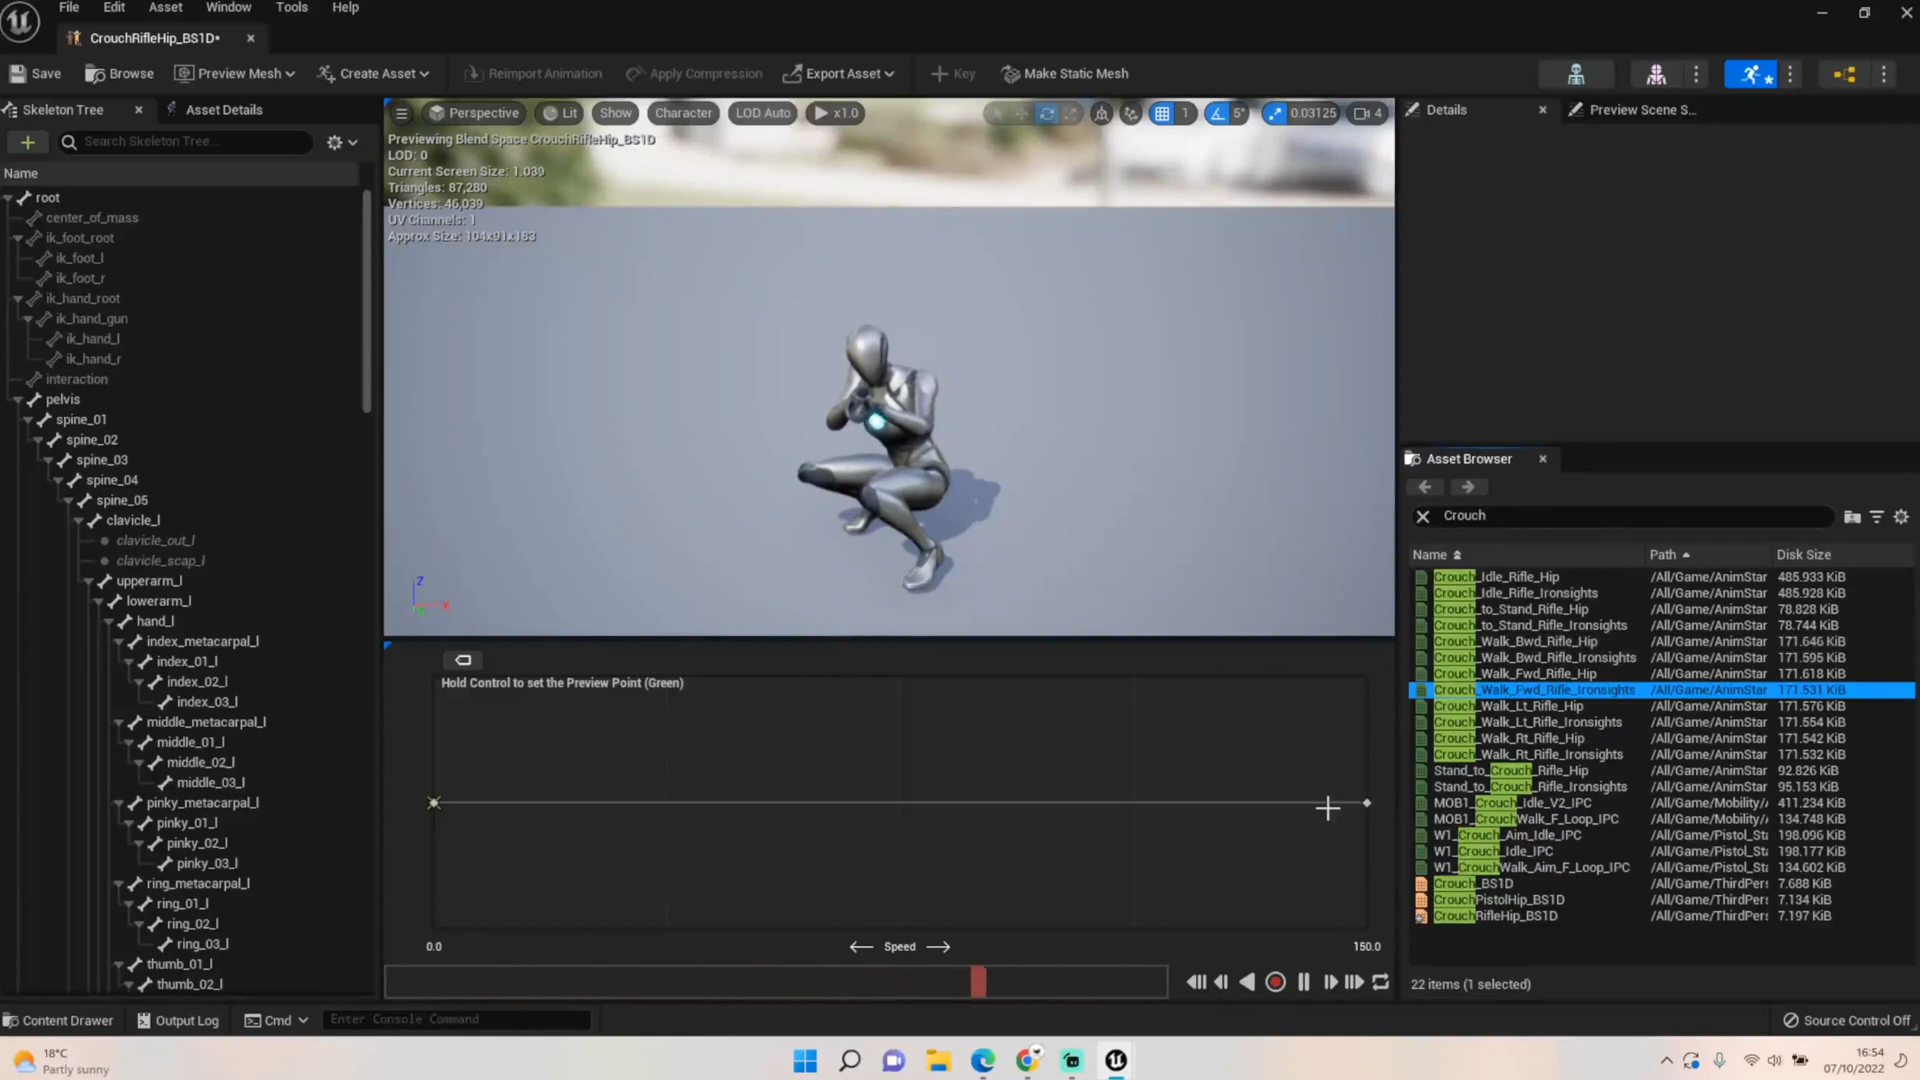 File Edit Asset Window Tools Help
CrouchRifleHip_BS1D*
Save Browse Preview Mesh Create Asset Reimport Animation Apply Compression Export Asset Key Make Static Mesh
Skeleton Tree Asset Details
Search Skeleton Tree...
Name
root
center_of_mass
ik_foot_root
ik_foot_l
ik_foot_r
ik_hand_root
ik_hand_gun
ik_hand_l
ik_hand_r
interaction
pelvis
spine_01
spine_02
spine_03
spine_04
spine_05
clavicle_l
clavicle_out_l
clavicle_scap_l
upperarm_l
lowerarm_l
hand_l
index_metacarpal_l
index_01_l
index_02_l
index_03_l
middle_metacarpal_l
middle_01_l
middle_02_l
middle_03_l
pinky_metacarpal_l
pinky_01_l
pinky_02_l
pinky_03_l
ring_metacarpal_l
ring_01_l
ring_02_l
ring_03_l
thumb_01_l
thumb_02_l
Perspective Lit Show Character LOD Auto x1.0 1 5° 0.03125 4
Previewing Blend Space CrouchRifleHip_BS1D
LOD: 0
Current Screen Size: 1.039
Triangles: 87,280
Vertices: 46,039
UV Channels: 1
Approx Size: 104x91x183
Z
X
Hold Control to set the Preview Point (Green)
0.0 Speed 150.0
Details Preview Scene S...
Asset Browser
Crouch
Name Path Disk Size
Crouch_Idle_Rifle_Hip /All/Game/AnimStar 485.933 KiB
Crouch_Idle_Rifle_Ironsights /All/Game/AnimStar 485.928 KiB
Crouch_to_Stand_Rifle_Hip /All/Game/AnimStar 78.828 KiB
Crouch_to_Stand_Rifle_Ironsights /All/Game/AnimStar 78.744 KiB
Crouch_Walk_Bwd_Rifle_Hip /All/Game/AnimStar 171.646 KiB
Crouch_Walk_Bwd_Rifle_Ironsights /All/Game/AnimStar 171.595 KiB
Crouch_Walk_Fwd_Rifle_Hip /All/Game/AnimStar 171.618 KiB
Crouch_Walk_Fwd_Rifle_Ironsights /All/Game/AnimStar 171.531 KiB
Crouch_Walk_Lt_Rifle_Hip /All/Game/AnimStar 171.576 KiB
Crouch_Walk_Lt_Rifle_Ironsights /All/Game/AnimStar 171.554 KiB
Crouch_Walk_Rt_Rifle_Hip /All/Game/AnimStar 171.542 KiB
Crouch_Walk_Rt_Rifle_Ironsights /All/Game/AnimStar 171.532 KiB
Stand_to_Crouch_Rifle_Hip /All/Game/AnimStar 92.826 KiB
Stand_to_Crouch_Rifle_Ironsights /All/Game/AnimStar 95.153 KiB
MOB1_Crouch_Idle_V2_IPC /All/Game/Mobility/A 411.234 KiB
MOB1_CrouchWalk_F_Loop_IPC /All/Game/Mobility/A 134.748 KiB
W1_Crouch_Aim_Idle_IPC /All/Game/Pistol_Sta 198.096 KiB
W1_Crouch_Idle_IPC /All/Game/Pistol_Sta 198.177 KiB
W1_CrouchWalk_Aim_F_Loop_IPC /All/Game/Pistol_Sta 134.602 KiB
Crouch_BS1D /All/Game/ThirdPers 7.688 KiB
CrouchPistolHip_BS1D /All/Game/ThirdPers 7.134 KiB
CrouchRifleHip_BS1D /All/Game/ThirdPers 7.197 KiB
22 items (1 selected)
Content Drawer Output Log Cmd Enter Console Command Source Control Off
18°C
Partly sunny
16:54
07/10/2022